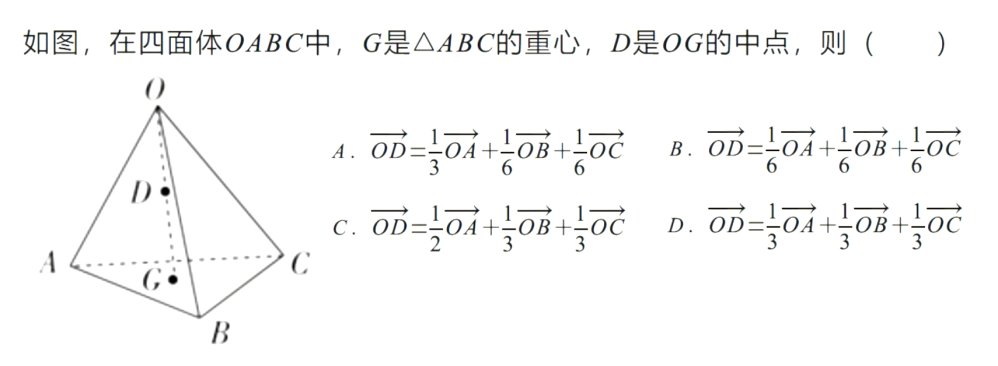 如图，在四面体OABC中，G是△ABC的重心，D是OG的中点，则（　　）
O
D
A
G
C
B
A． $\overrightarrow{OD}=\frac{1}{3}\overrightarrow{OA}+\frac{1}{6}\overrightarrow{OB}+\frac{1}{6}\overrightarrow{OC}$ B． $\overrightarrow{OD}=\frac{1}{6}\overrightarrow{OA}+\frac{1}{6}\overrightarrow{OB}+\frac{1}{6}\overrightarrow{OC}$
C． $\overrightarrow{OD}=\frac{1}{2}\overrightarrow{OA}+\frac{1}{3}\overrightarrow{OB}+\frac{1}{3}\overrightarrow{OC}$ D． $\overrightarrow{OD}=\frac{1}{3}\overrightarrow{OA}+\frac{1}{3}\overrightarrow{OB}+\frac{1}{3}\overrightarrow{OC}$